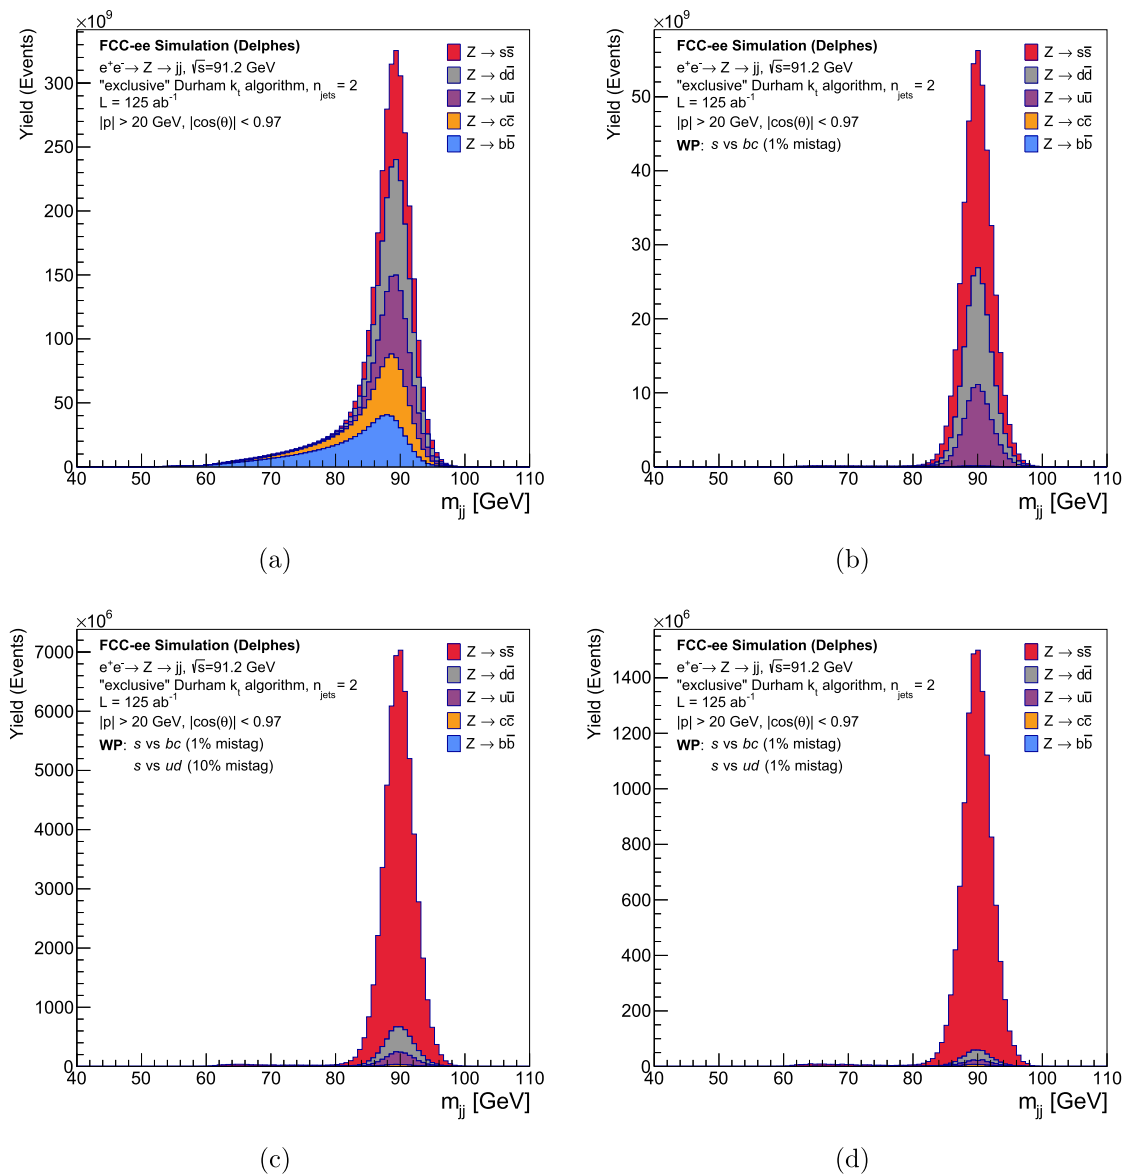 ×10⁹
Yield (Events)
FCC-ee Simulation (Delphes)
e⁺e⁻→ Z → jj, √s=91.2 GeV
"exclusive" Durham kₜ algorithm, n_jets = 2
L = 125 ab⁻¹
|p| > 20 GeV, |cos(θ)| < 0.97
Z → ss̅
Z → dd̅
Z → uu̅
Z → cc̅
Z → bb̅
300
250
200
150
100
50
0
40 50 60 70 80 90 100 110
m_jj [GeV]
(a)
×10⁹
Yield (Events)
FCC-ee Simulation (Delphes)
e⁺e⁻→ Z → jj, √s=91.2 GeV
"exclusive" Durham kₜ algorithm, n_jets = 2
L = 125 ab⁻¹
|p| > 20 GeV, |cos(θ)| < 0.97
WP: s vs bc (1% mistag)
Z → ss̅
Z → dd̅
Z → uu̅
Z → cc̅
Z → bb̅
50
40
30
20
10
0
40 50 60 70 80 90 100 110
m_jj [GeV]
(b)
×10⁶
Yield (Events)
FCC-ee Simulation (Delphes)
e⁺e⁻→ Z → jj, √s=91.2 GeV
"exclusive" Durham kₜ algorithm, n_jets = 2
L = 125 ab⁻¹
|p| > 20 GeV, |cos(θ)| < 0.97
WP: s vs bc (1% mistag)
s vs ud (10% mistag)
Z → ss̅
Z → dd̅
Z → uu̅
Z → cc̅
Z → bb̅
7000
6000
5000
4000
3000
2000
1000
0
40 50 60 70 80 90 100 110
m_jj [GeV]
(c)
×10⁶
Yield (Events)
FCC-ee Simulation (Delphes)
e⁺e⁻→ Z → jj, √s=91.2 GeV
"exclusive" Durham kₜ algorithm, n_jets = 2
L = 125 ab⁻¹
|p| > 20 GeV, |cos(θ)| < 0.97
WP: s vs bc (1% mistag)
s vs ud (1% mistag)
Z → ss̅
Z → dd̅
Z → uu̅
Z → cc̅
Z → bb̅
1400
1200
1000
800
600
400
200
0
40 50 60 70 80 90 100 110
m_jj [GeV]
(d)